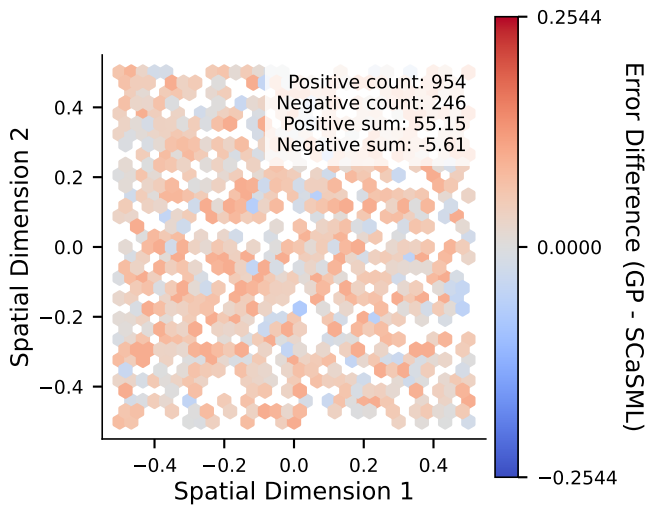 0.2544
Positive count: 954
Negative count: 246
Positive sum: 55.15
Negative sum: -5.61
0.4
0.2
0.0
−0.2
−0.4
Spatial Dimension 2
0.0000
Error Difference (GP - SCaSML)
−0.4
−0.2
0.0
0.2
0.4
Spatial Dimension 1
−0.2544